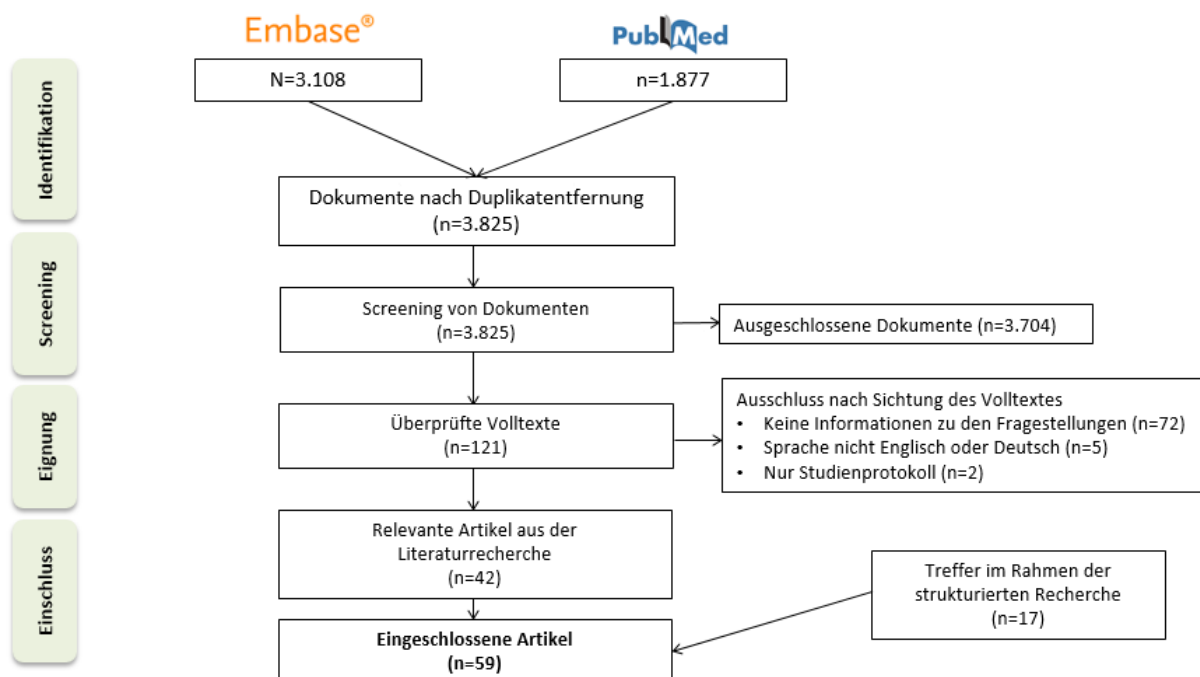 Embase®
PubMed
N=3.108
n=1.877
Identifikation
Dokumente nach Duplikatentfernung
(n=3.825)
Screening
Screening von Dokumenten
(n=3.825)
Ausgeschlossene Dokumente (n=3.704)
Eignung
Überprüfte Volltexte
(n=121)
Ausschluss nach Sichtung des Volltextes
• Keine Informationen zu den Fragestellungen (n=72)
• Sprache nicht Englisch oder Deutsch (n=5)
• Nur Studienprotokoll (n=2)
Einschluss
Relevante Artikel aus der
Literaturrecherche
(n=42)
Treffer im Rahmen der
strukturierten Recherche
(n=17)
Eingeschlossene Artikel
(n=59)